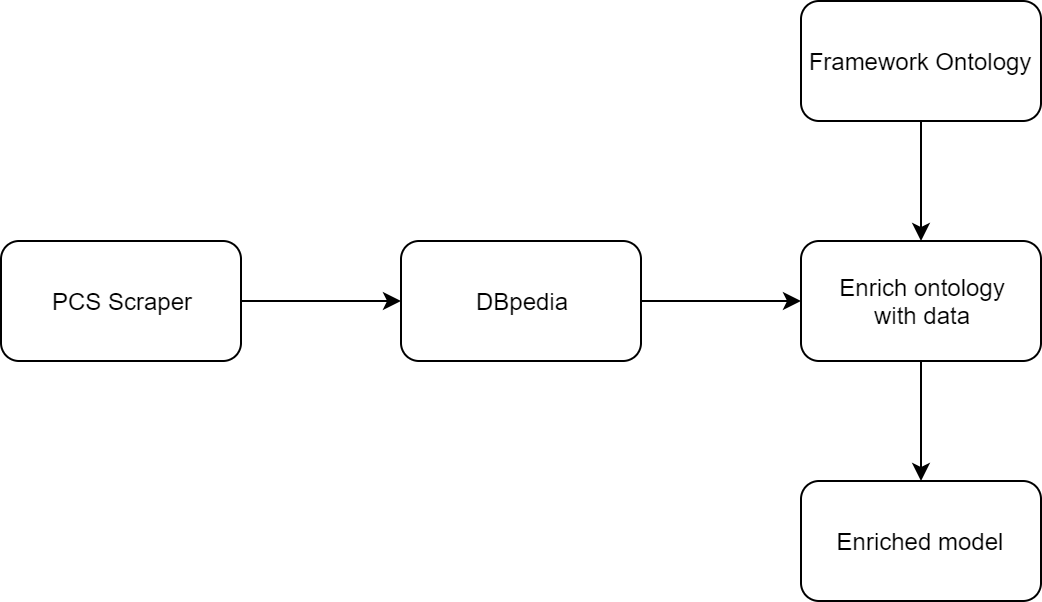 Framework Ontology
PCS Scraper
DBpedia
Enrich ontology
with data
Enriched model